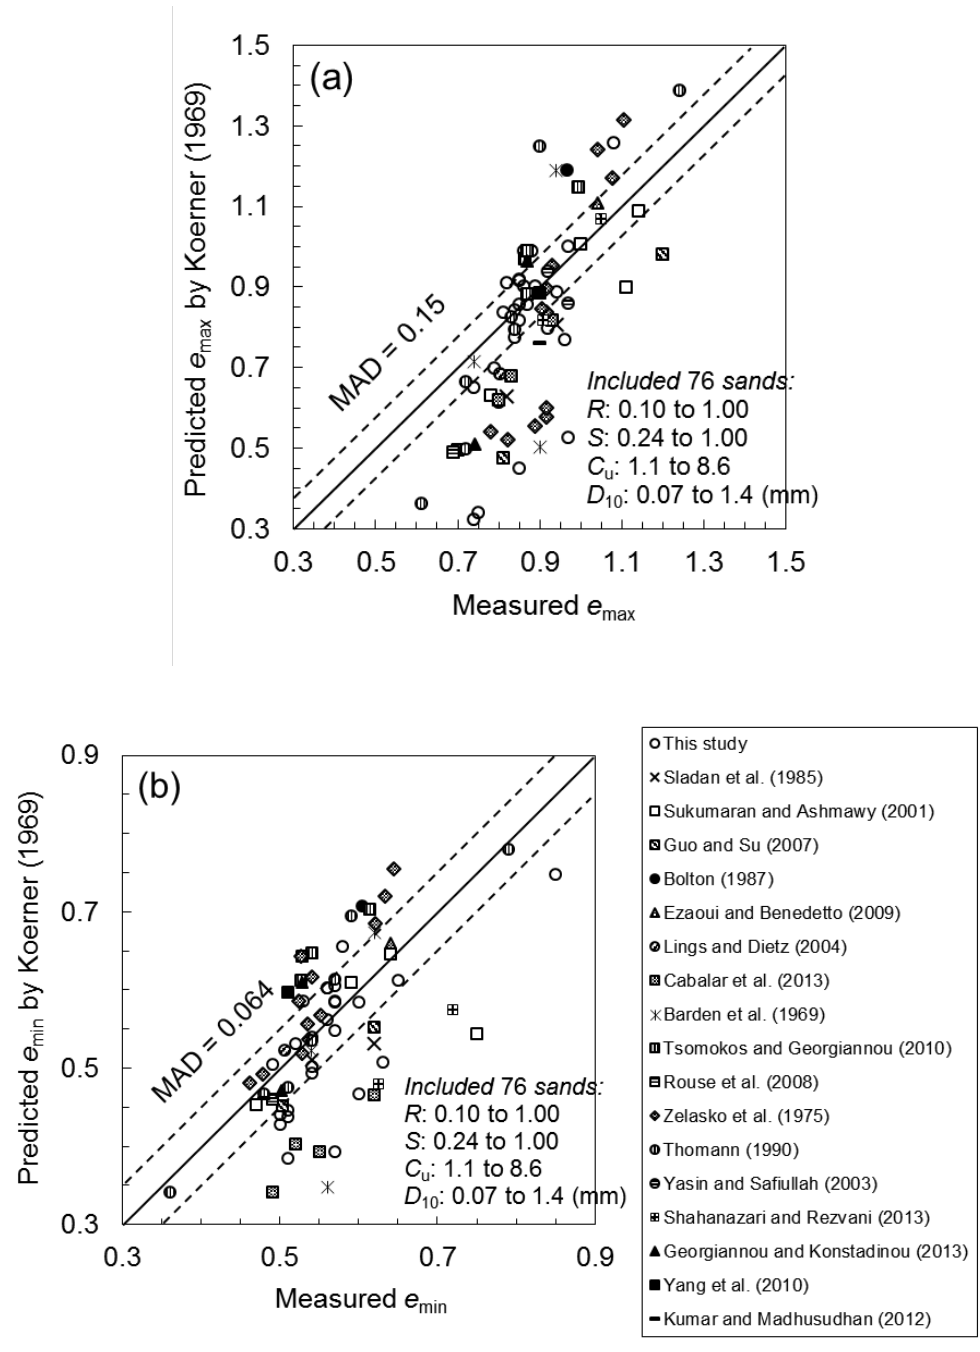 (a)
1.5
1.3
1.1
0.9
0.7
0.5
0.3
Predicted emax by Koerner (1969)
MAD = 0.15
Included 76 sands:
R: 0.10 to 1.00
S: 0.24 to 1.00
Cu: 1.1 to 8.6
D10: 0.07 to 1.4 (mm)
0.3 0.5 0.7 0.9 1.1 1.3 1.5
Measured emax
(b)
0.9
0.7
0.5
0.3
Predicted emin by Koerner (1969)
MAD = 0.064
Included 76 sands:
R: 0.10 to 1.00
S: 0.24 to 1.00
Cu: 1.1 to 8.6
D10: 0.07 to 1.4 (mm)
0.3 0.5 0.7 0.9
Measured emin
This study
Sladan et al. (1985)
Sukumaran and Ashmawy (2001)
Guo and Su (2007)
Bolton (1987)
Ezaoui and Benedetto (2009)
Lings and Dietz (2004)
Cabalar et al. (2013)
Barden et al. (1969)
Tsomokos and Georgiannou (2010)
Rouse et al. (2008)
Zelasko et al. (1975)
Thomann (1990)
Yasin and Safiullah (2003)
Shahanazari and Rezvani (2013)
Georgiannou and Konstadinou (2013)
Yang et al. (2010)
Kumar and Madhusudhan (2012)